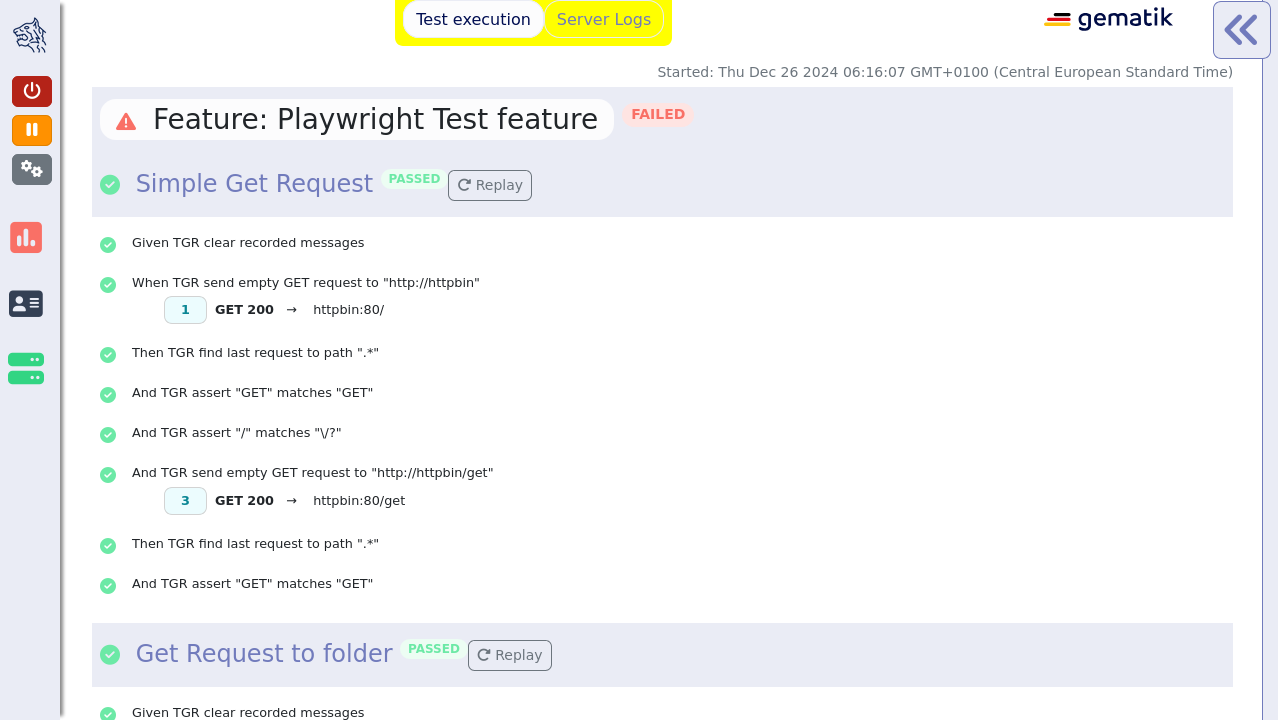 Test execution
Server Logs
gematik
Started: Thu Dec 26 2024 06:16:07 GMT+0100 (Central European Standard Time)
Feature: Playwright Test feature FAILED
Simple Get Request PASSED Replay
Given TGR clear recorded messages
When TGR send empty GET request to "http://httpbin"
1 GET 200 → httpbin:80/
Then TGR find last request to path ".*"
And TGR assert "GET" matches "GET"
And TGR assert "/" matches "\/?"
And TGR send empty GET request to "http://httpbin/get"
3 GET 200 → httpbin:80/get
Then TGR find last request to path ".*"
And TGR assert "GET" matches "GET"
Get Request to folder PASSED Replay
Given TGR clear recorded messages